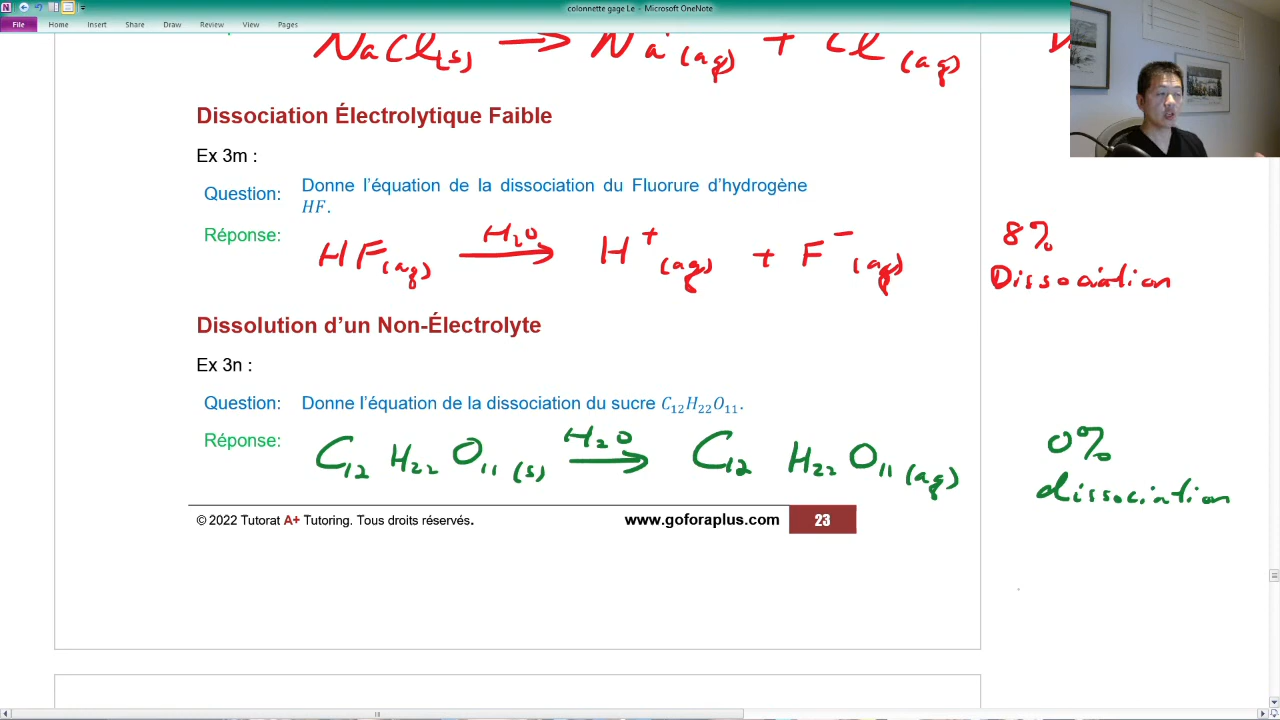 colonnette gage Le - Microsoft OneNote
File Home Insert Share Draw Review View Pages
NaCl(s) → Na (aq) + Cl (aq)
Dissociation Électrolytique Faible
Ex 3m :
Question: Donne l'équation de la dissociation du Fluorure d'hydrogène
HF.
Réponse: HF(aq) H₂O→ H⁺(aq) + F⁻(aq) 8%
Dissociation
Dissolution d'un Non-Électrolyte
Ex 3n :
Question: Donne l'équation de la dissociation du sucre C₁₂H₂₂O₁₁.
Réponse: C₁₂H₂₂O₁₁(s) H₂O→ C₁₂H₂₂O₁₁(aq) 0%
dissociation
© 2022 Tutorat A+ Tutoring. Tous droits réservés. www.goforaplus.com 23